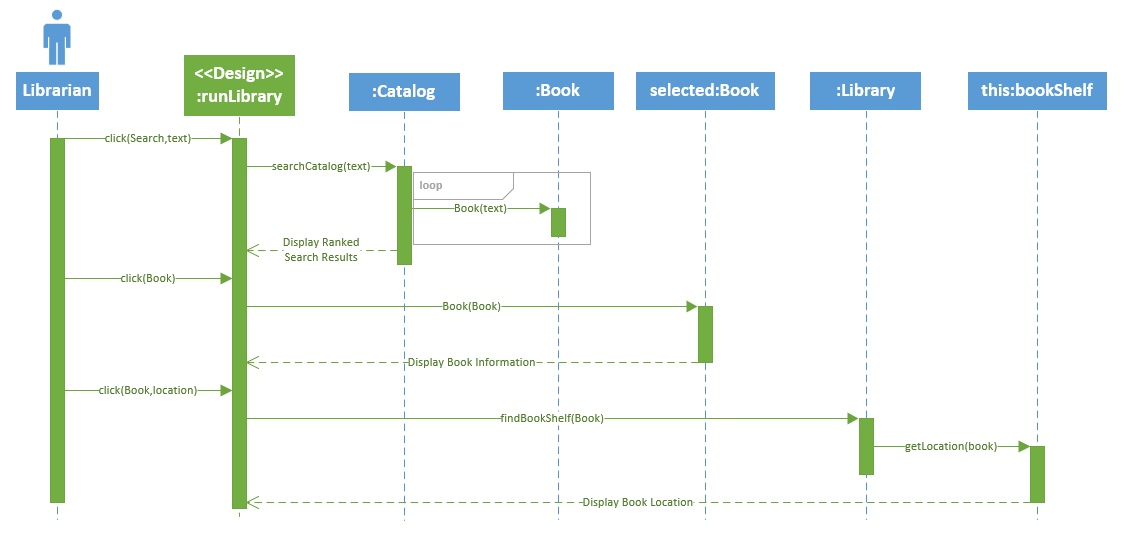 Librarian
<<Design>>
:runLibrary
:Catalog
:Book
selected:Book
:Library
this:bookShelf
click(Search,text)
searchCatalog(text)
loop
Book(text)
Display Ranked
Search Results
click(Book)
Book(Book)
Display Book Information
click(Book,location)
findBookShelf(Book)
getLocation(book)
Display Book Location